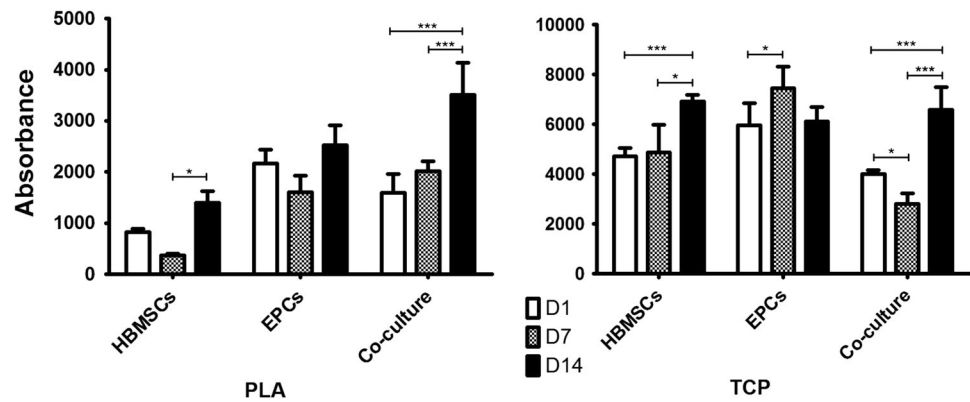 Absorbance
5000
4000
3000
2000
1000
0
***
***
*
HBMSCs
EPCs
Co-culture
PLA
10000
8000
6000
4000
2000
0
***
*
*
***
***
*
HBMSCs
EPCs
Co-culture
TCP
D1
D7
D14